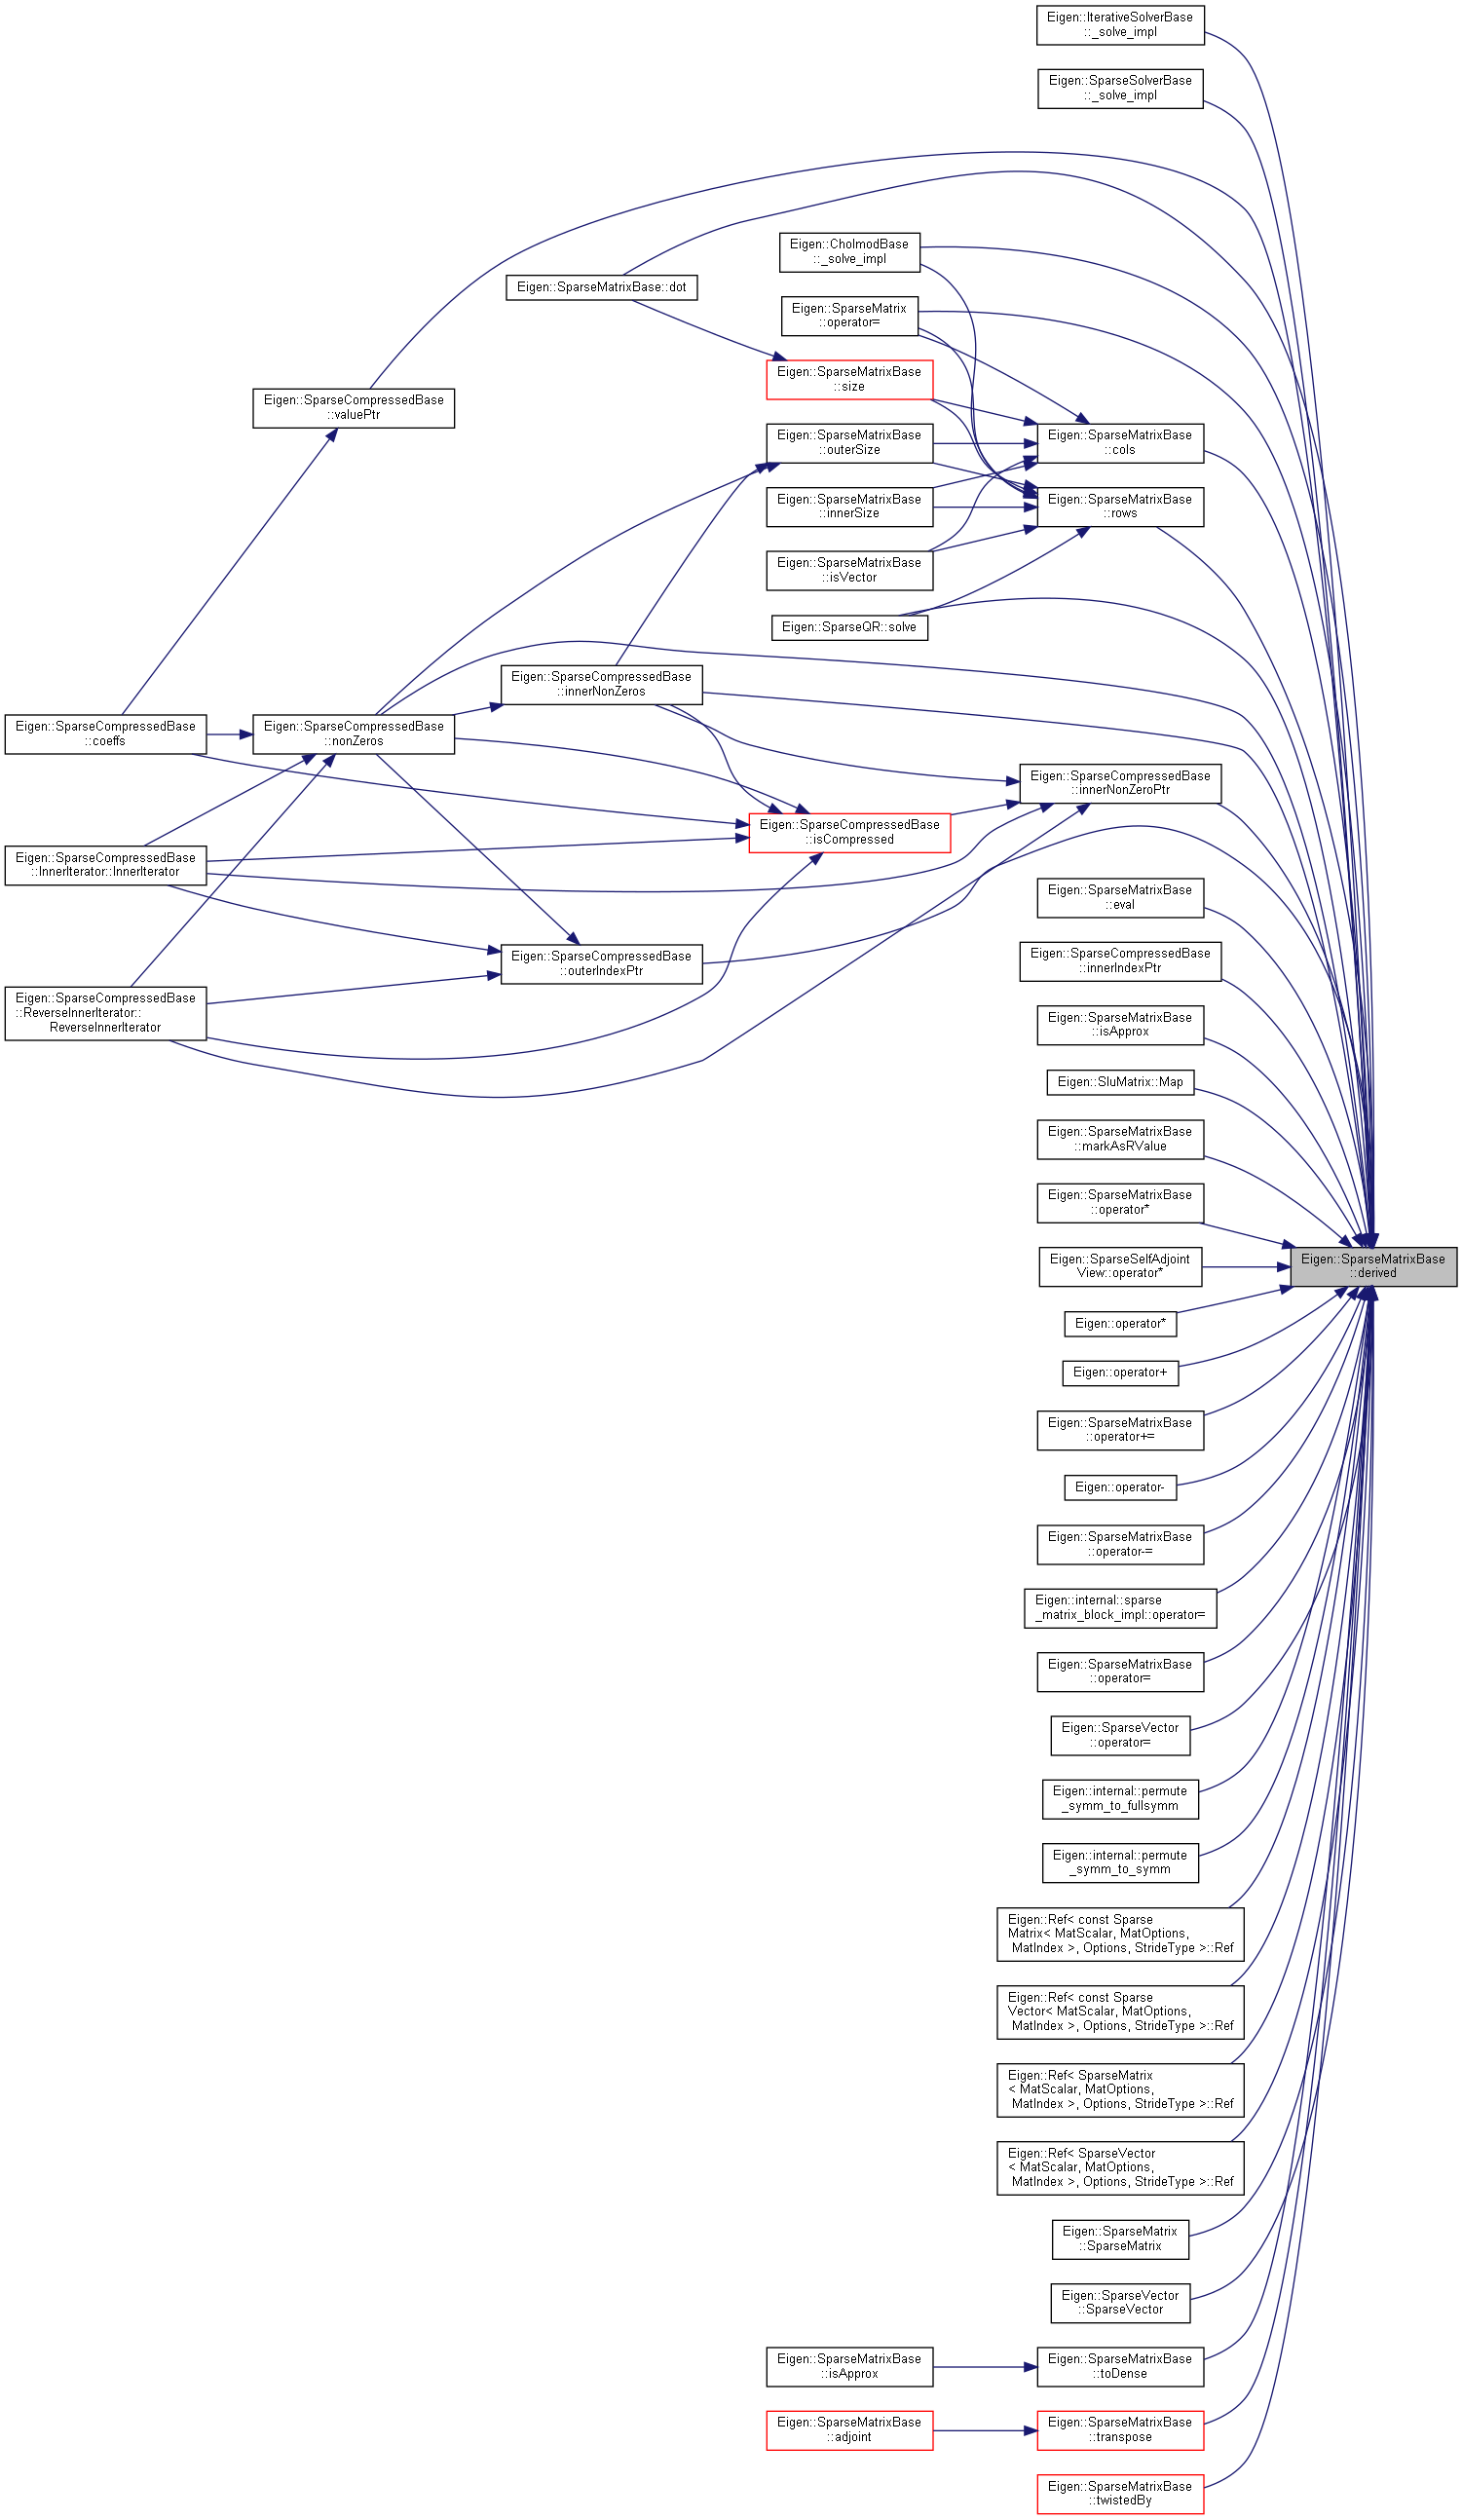 Eigen::IterativeSolverBase
::_solve_impl
Eigen::SparseSolverBase
::_solve_impl
Eigen::CholmodBase
::_solve_impl
Eigen::SparseMatrixBase::dot
Eigen::SparseMatrix
::operator=
Eigen::SparseMatrixBase
::size
Eigen::SparseCompressedBase
::valuePtr
Eigen::SparseMatrixBase
::outerSize
Eigen::SparseMatrixBase
::cols
Eigen::SparseMatrixBase
::innerSize
Eigen::SparseMatrixBase
::rows
Eigen::SparseMatrixBase
::isVector
Eigen::SparseQR::solve
Eigen::SparseCompressedBase
::innerNonZeros
Eigen::SparseCompressedBase
::coeffs
Eigen::SparseCompressedBase
::nonZeros
Eigen::SparseCompressedBase
::innerNonZeroPtr
Eigen::SparseCompressedBase
::isCompressed
Eigen::SparseCompressedBase
::InnerIterator::InnerIterator
Eigen::SparseMatrixBase
::eval
Eigen::SparseCompressedBase
::outerIndexPtr
Eigen::SparseCompressedBase
::innerIndexPtr
Eigen::SparseCompressedBase
::ReverseInnerIterator::
ReverseInnerIterator
Eigen::SparseMatrixBase
::isApprox
Eigen::SluMatrix::Map
Eigen::SparseMatrixBase
::markAsRValue
Eigen::SparseMatrixBase
::operator*
Eigen::SparseSelfAdjoint
View::operator*
Eigen::SparseMatrixBase
::derived
Eigen::operator*
Eigen::operator+
Eigen::SparseMatrixBase
::operator+=
Eigen::operator-
Eigen::SparseMatrixBase
::operator-=
Eigen::internal::sparse
_matrix_block_impl::operator=
Eigen::SparseMatrixBase
::operator=
Eigen::SparseVector
::operator=
Eigen::internal::permute
_symm_to_fullsymm
Eigen::internal::permute
_symm_to_symm
Eigen::Ref< const Sparse
Matrix< MatScalar, MatOptions,
MatIndex >, Options, StrideType >::Ref
Eigen::Ref< const Sparse
Vector< MatScalar, MatOptions,
MatIndex >, Options, StrideType >::Ref
Eigen::Ref< SparseMatrix
< MatScalar, MatOptions,
MatIndex >, Options, StrideType >::Ref
Eigen::Ref< SparseVector
< MatScalar, MatOptions,
MatIndex >, Options, StrideType >::Ref
Eigen::SparseMatrix
::SparseMatrix
Eigen::SparseVector
::SparseVector
Eigen::SparseMatrixBase
::isApprox
Eigen::SparseMatrixBase
::toDense
Eigen::SparseMatrixBase
::adjoint
Eigen::SparseMatrixBase
::transpose
Eigen::SparseMatrixBase
::twistedBy